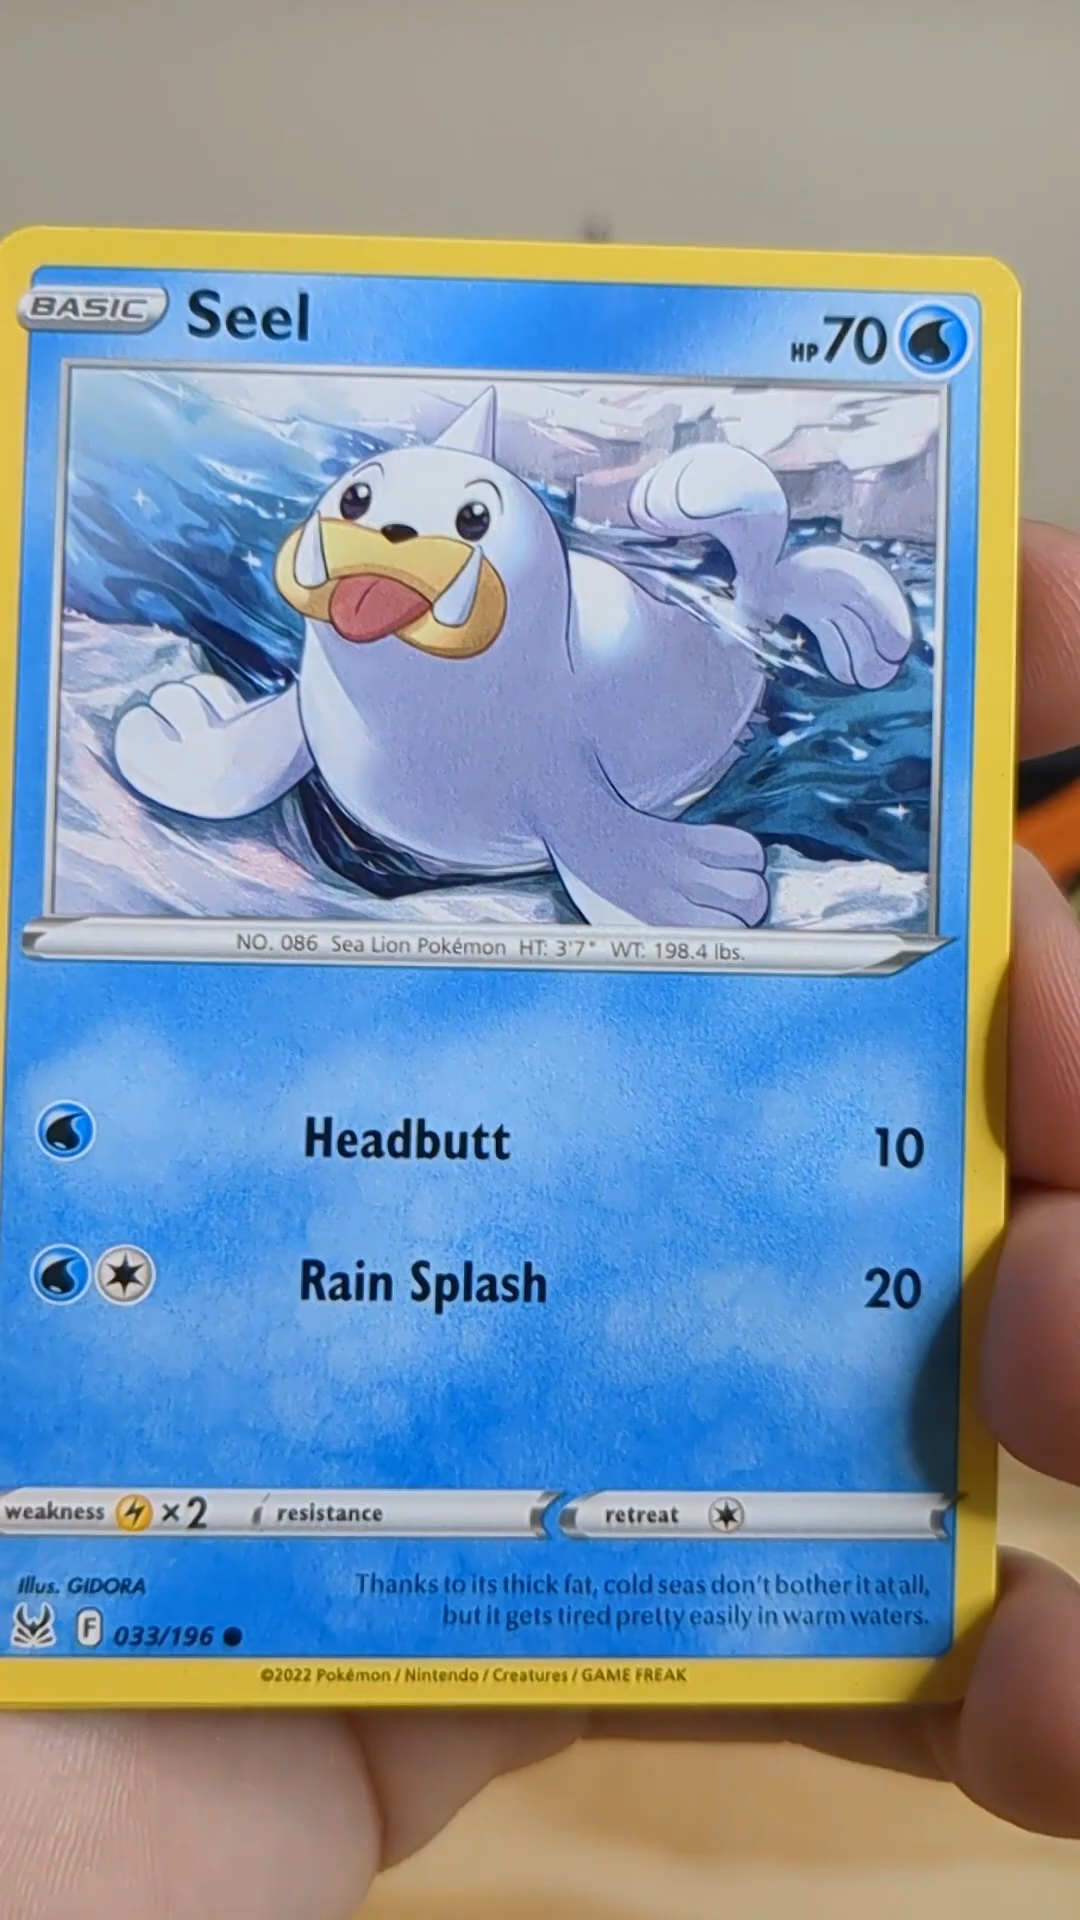 BASIC Seel HP 70
NO. 086 Sea Lion Pokémon HT: 3'7" WT: 198.4 lbs.
Headbutt 10
Rain Splash 20
weakness ×2 resistance retreat
Illus. GIDORA
Thanks to its thick fat, cold seas don't bother it at all,
but it gets tired pretty easily in warm waters.
F 033/196
©2022 Pokémon / Nintendo / Creatures / GAME FREAK